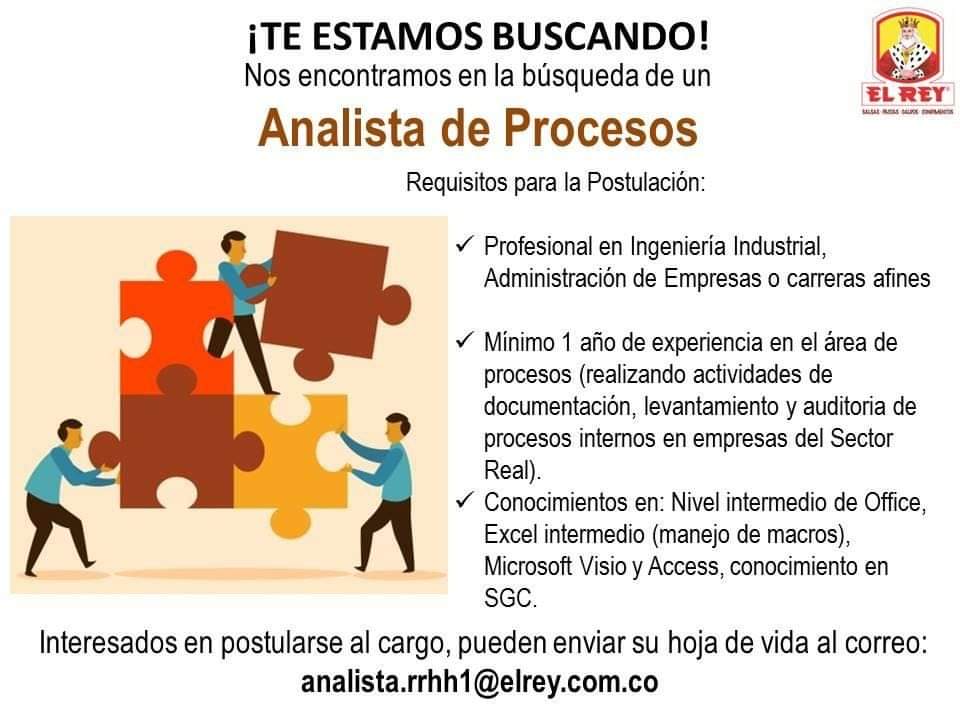 ¡TE ESTAMOS BUSCANDO!
Nos encontramos en la búsqueda de un
Analista de Procesos
EL REY
SALSAS PASTAS CALDOS CONDIMENTOS
Requisitos para la Postulación:
✓ Profesional en Ingeniería Industrial,
Administración de Empresas o carreras afines
✓ Mínimo 1 año de experiencia en el área de
procesos (realizando actividades de
documentación, levantamiento y auditoria de
procesos internos en empresas del Sector
Real).
✓ Conocimientos en: Nivel intermedio de Office,
Excel intermedio (manejo de macros),
Microsoft Visio y Access, conocimiento en
SGC.
Interesados en postularse al cargo, pueden enviar su hoja de vida al correo:
analista.rrhh1@elrey.com.co